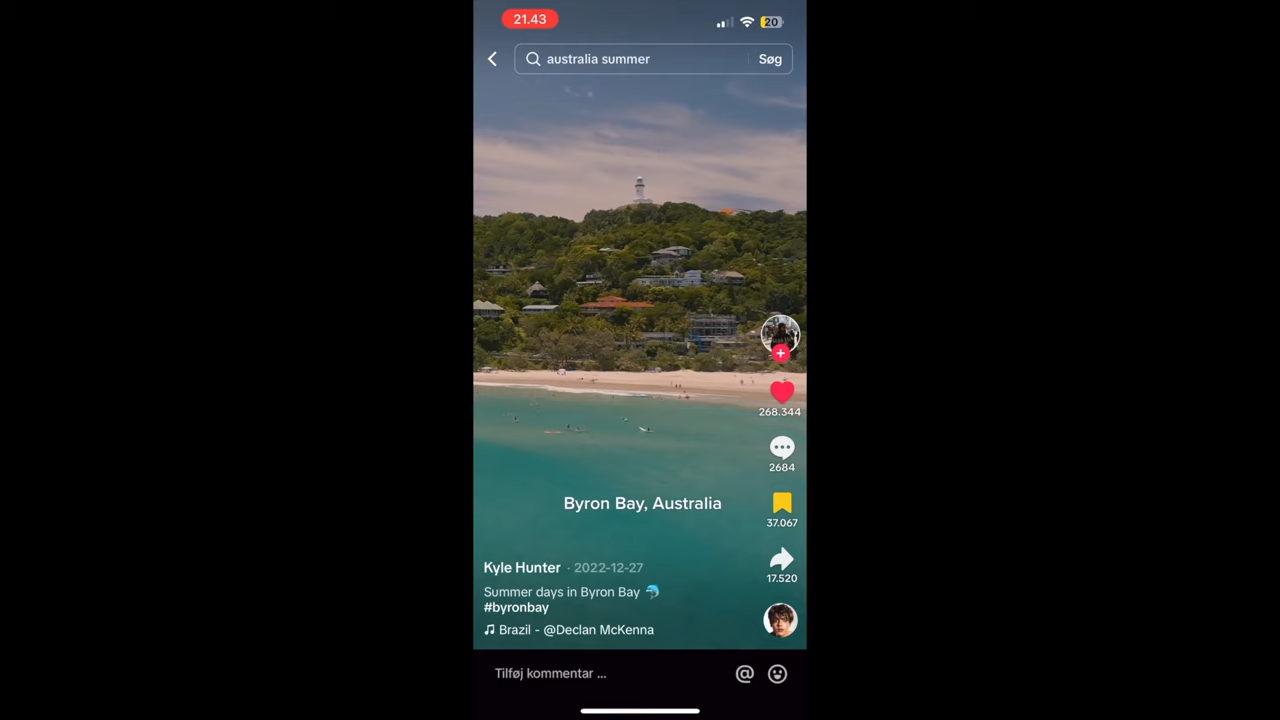 21.43
20
australia summer
Søg
268.344
2684
Byron Bay, Australia
37.067
Kyle Hunter · 2022-12-27
17.520
Summer days in Byron Bay 🐬
#byronbay
Brazil - @Declan McKenna
Tilføj kommentar ...